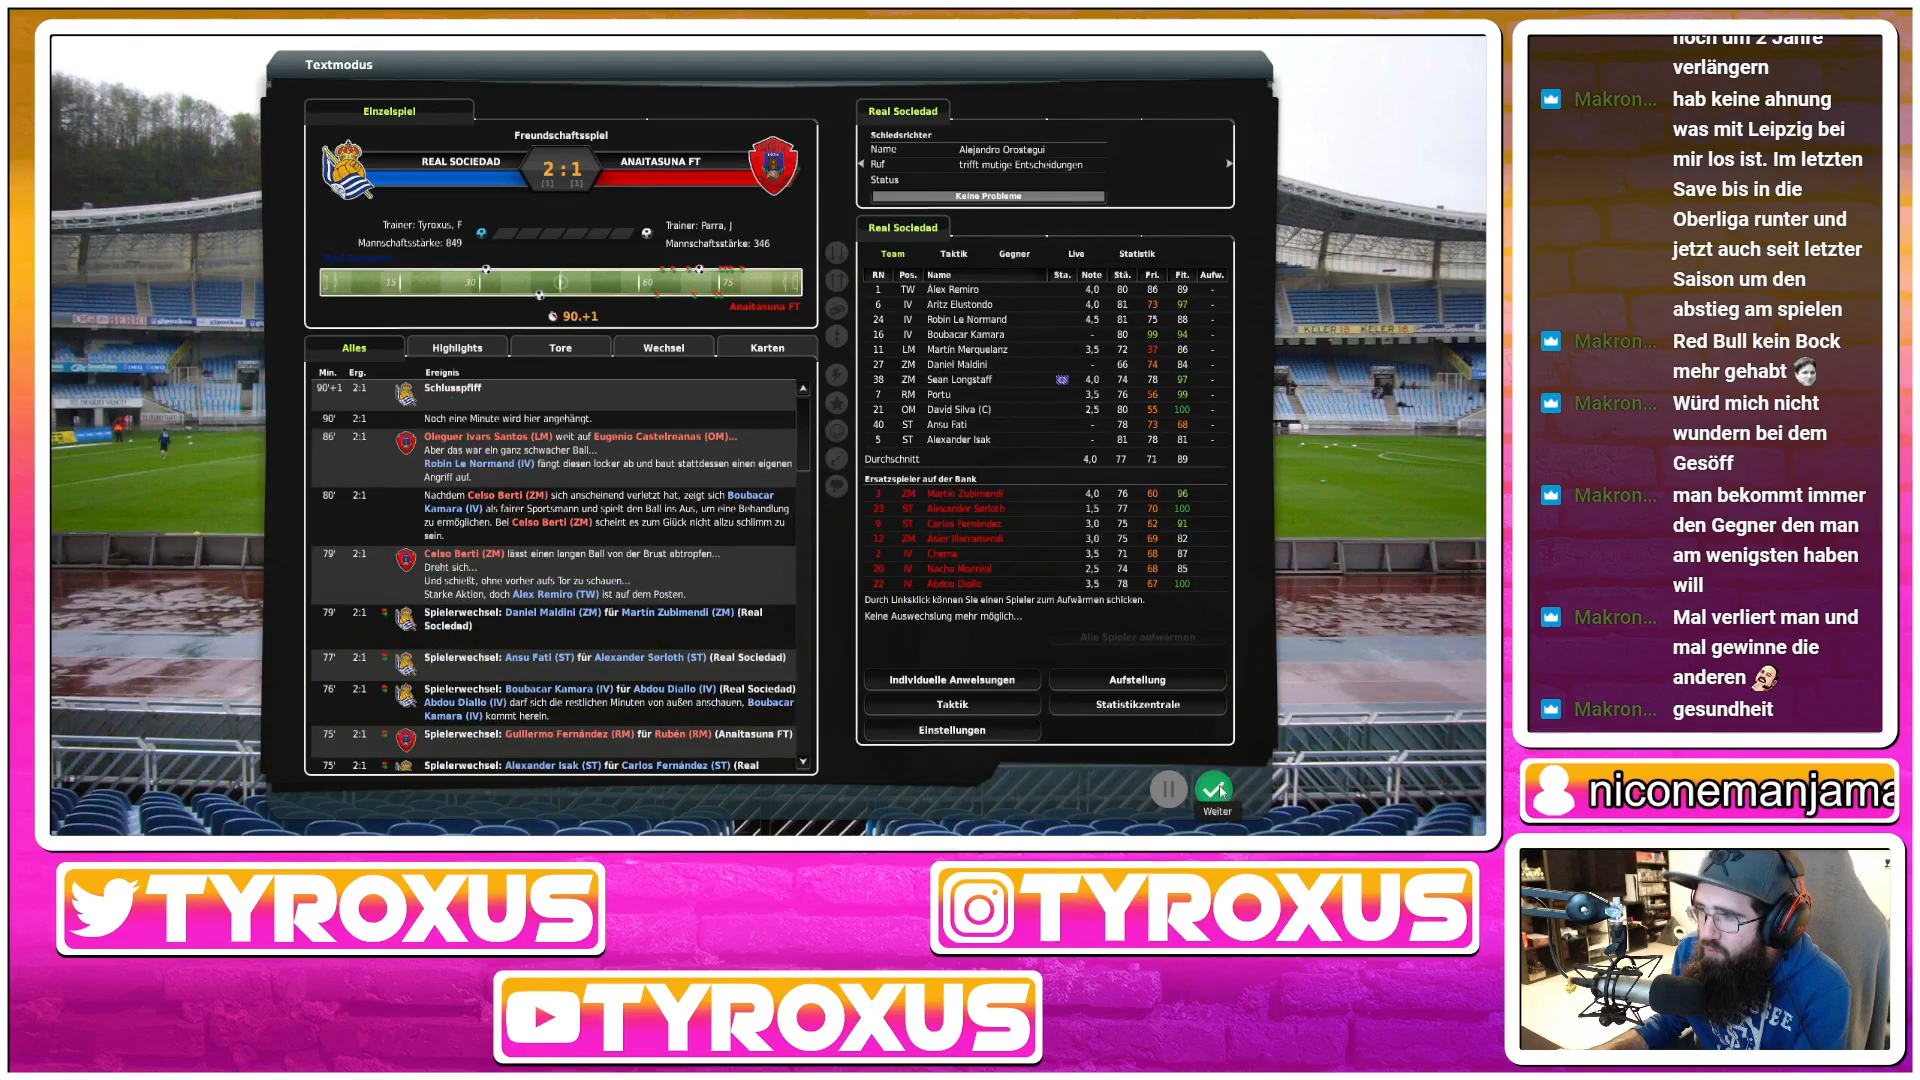 Textmodus
Einzelspiel
Freundschaftsspiel
REAL SOCIEDAD
2 : 1
ANAITASUNA FT
[1] [1]
Trainer: Tyroxus, F
Mannschaftsstärke: 849
Trainer: Parra, J
Mannschaftsstärke: 346
15
30
60
75
Anaitasuna FT
90.+1
Alles
Highlights
Tore
Wechsel
Karten
Min. Erg. Ereignis
90'+1 2:1 Schlusspfiff
90' 2:1 Noch eine Minute wird hier angehängt.
86' 2:1 Oleguer Ivars Santos (LM) weit auf Eugenio Castelreanas (OM)...
Aber das war ein ganz schwacher Ball...
Robin Le Normand (IV) fängt diesen locker ab und baut stattdessen einen eigenen
Angriff auf.
80' 2:1 Nachdem Celso Berti (ZM) sich anscheinend verletzt hat, zeigt sich Boubacar
Kamara (IV) als fairer Sportsmann und spielt den Ball ins Aus, um eine Behandlung
zu ermöglichen. Bei Celso Berti (ZM) scheint es zum Glück nicht allzu schlimm zu
sein.
79' 2:1 Celso Berti (ZM) lässt einen langen Ball von der Brust abtropfen...
Dreht sich...
Und schießt, ohne vorher aufs Tor zu schauen...
Starke Aktion, doch Álex Remiro (TW) ist auf dem Posten.
79' 2:1 Spielerwechsel: Daniel Maldini (ZM) für Martín Zubimendi (ZM) (Real
Sociedad)
77' 2:1 Spielerwechsel: Ansu Fati (ST) für Alexander Sørloth (ST) (Real Sociedad)
76' 2:1 Spielerwechsel: Boubacar Kamara (IV) für Abdou Diallo (IV) (Real Sociedad)
Abdou Diallo (IV) darf sich die restlichen Minuten von außen anschauen, Boubacar
Kamara (IV) kommt herein.
75' 2:1 Spielerwechsel: Guillermo Fernández (RM) für Rubén (RM) (Anaitasuna FT)
75' 2:1 Spielerwechsel: Alexander Isak (ST) für Carlos Fernández (ST) (Real
Real Sociedad
Schiedsrichter
Name Alejandro Orostegui
Ruf trifft mutige Entscheidungen
Status
Keine Probleme
Real Sociedad
Team
Taktik
Gegner
Live
Statistik
RN Pos. Name Sta. Note Stä. Fri. Fit. Aufw.
1 TW Álex Remiro 4,0 80 86 89 -
6 IV Aritz Elustondo 4,0 81 73 97 -
24 IV Robin Le Normand 4,5 81 75 88 -
16 IV Boubacar Kamara - 80 99 94 -
11 LM Martín Merquelanz 3,5 72 37 86 -
27 ZM Daniel Maldini - 66 74 84 -
38 ZM Sean Longstaff 4,0 74 78 97 -
7 RM Portu 3,5 76 56 99 -
21 OM David Silva (C) 2,5 80 55 100 -
40 ST Ansu Fati - 78 73 68 -
5 ST Alexander Isak - 81 78 81 -
Durchschnitt 4,0 77 71 89
Ersatzspieler auf der Bank
3 ZM Martín Zubimendi 4,0 76 60 96
23 ST Alexander Sørloth 1,5 77 70 100
9 ST Carlos Fernández 3,0 75 62 91
12 ZM Asier Illarramendi 3,0 75 69 82
2 IV Chema 3,5 71 68 87
20 IV Nacho Monreal 2,5 74 68 85
22 IV Abdou Diallo 3,5 78 67 100
Durch Linksklick können Sie einen Spieler zum Aufwärmen schicken.
Keine Auswechslung mehr möglich...
Alle Spieler aufwärmen
Individuelle Anweisungen
Aufstellung
Taktik
Statistikzentrale
Einstellungen
Weiter
noch um 2 Jahre
verlängern
Makron... hab keine ahnung
was mit Leipzig bei
mir los ist. Im letzten
Save bis in die
Oberliga runter und
jetzt auch seit letzter
Saison um den
abstieg am spielen
Makron... Red Bull kein Bock
mehr gehabt
Makron... Würd mich nicht
wundern bei dem
Gesöff
Makron... man bekommt immer
den Gegner den man
am wenigsten haben
will
Makron... Mal verliert man und
mal gewinne die
anderen
Makron... gesundheit
niconemanjama
TYROXUS
TYROXUS
TYROXUS